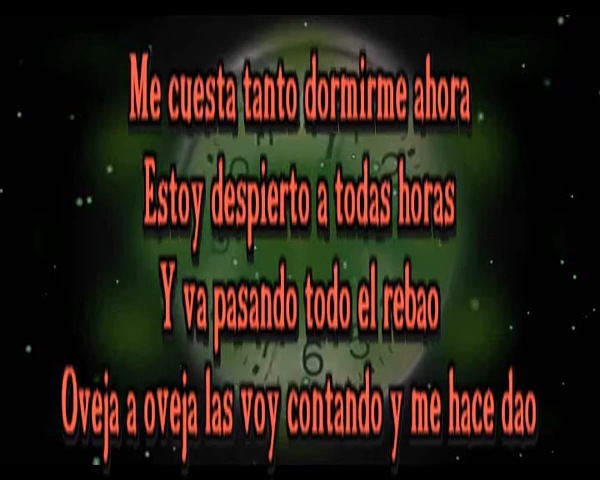 Me cuesta tanto dormirme ahora
Estoy despierto a todas horas
Y va pasando todo el rebao
Oveja a oveja las voy contando y me hace dao
6